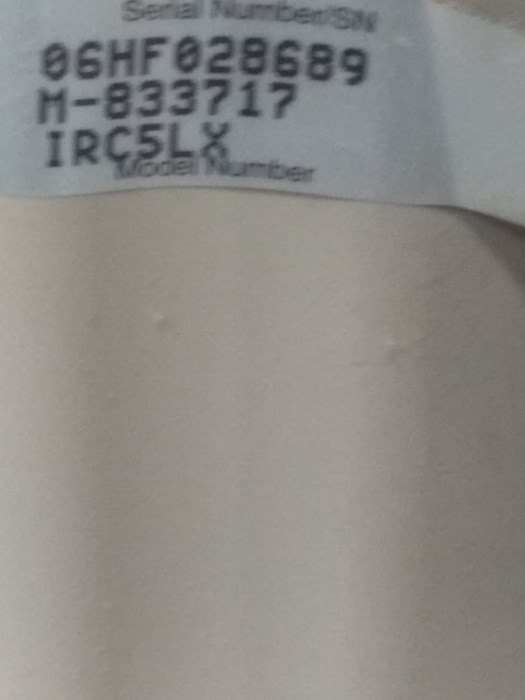 Serial Number/SN
06HF028689
M-833717
IRC5LX
Model Number